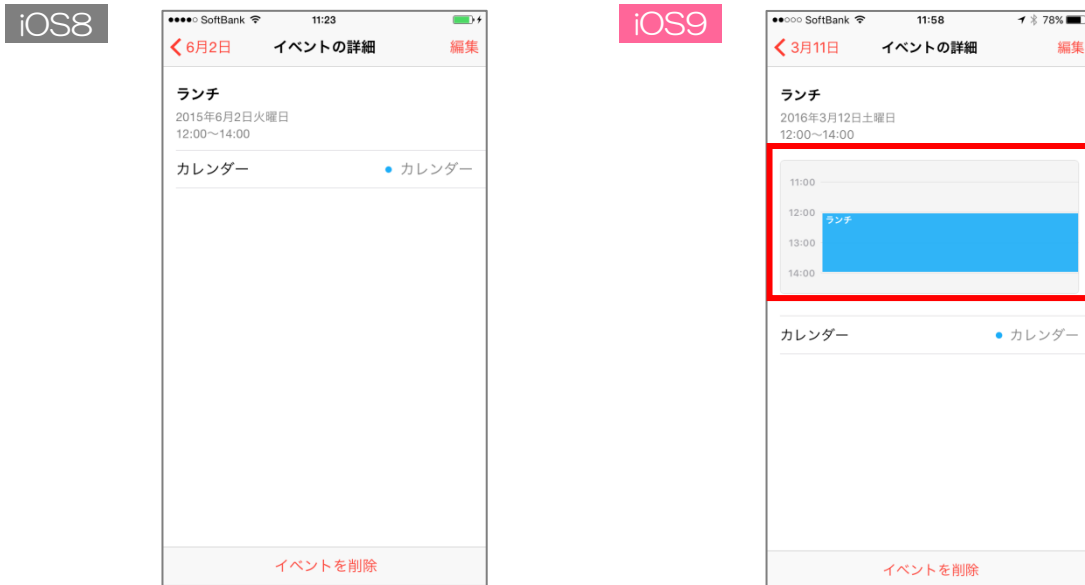 iOS8
SoftBank 11:23
6月2日 イベントの詳細 編集
ランチ
2015年6月2日火曜日
12:00〜14:00
カレンダー カレンダー
イベントを削除
iOS9
SoftBank 11:58 78%
3月11日 イベントの詳細 編集
ランチ
2016年3月12日土曜日
12:00〜14:00
11:00
12:00
ランチ
13:00
14:00
カレンダー カレンダー
イベントを削除